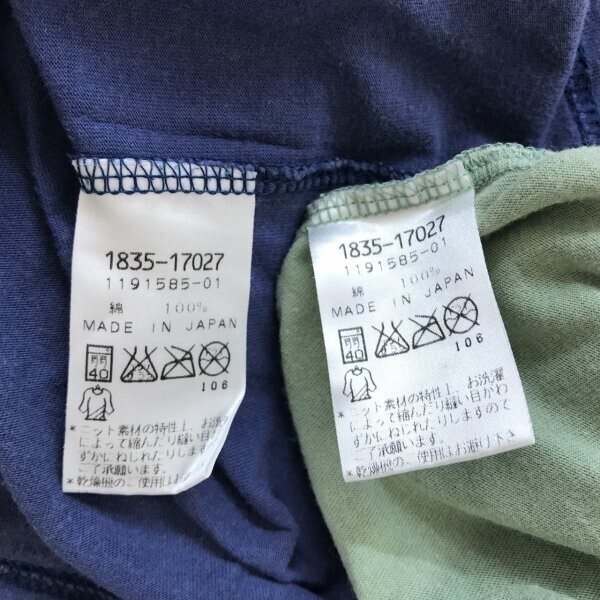 1835-17027
1191585-01
綿 100%
MADE IN JAPAN
40
106
*ニット素材の特性上、お洗濯
によって縮んだり縫い目がわ
ずかにねじれたりします
ご了承願います。
*乾燥機のご使用はお
1835-17027
1191585-01
綿 100%
MADE IN JAPAN
40
106
*ニット素材の特性上、お洗濯
によって縮んだり縫い目がわ
ずかにねじれたりしますので
ご了承願います。
*乾燥機のご使用はお避け下さ